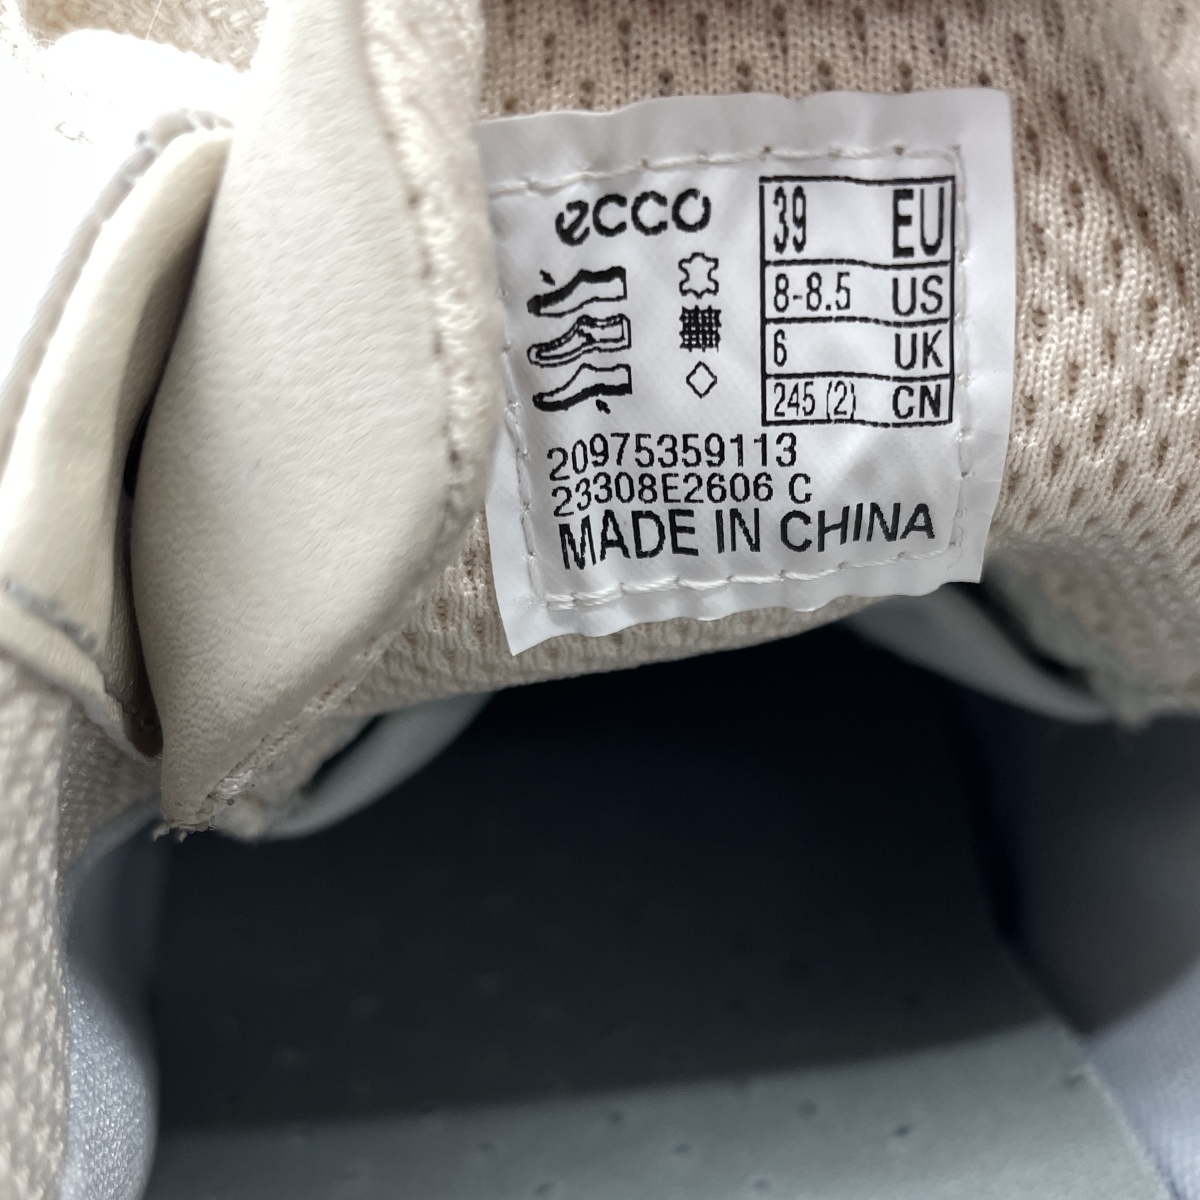 ecco
39 EU
8-8.5 US
6 UK
245 (2) CN
20975359113
23308E2606 C
MADE IN CHINA